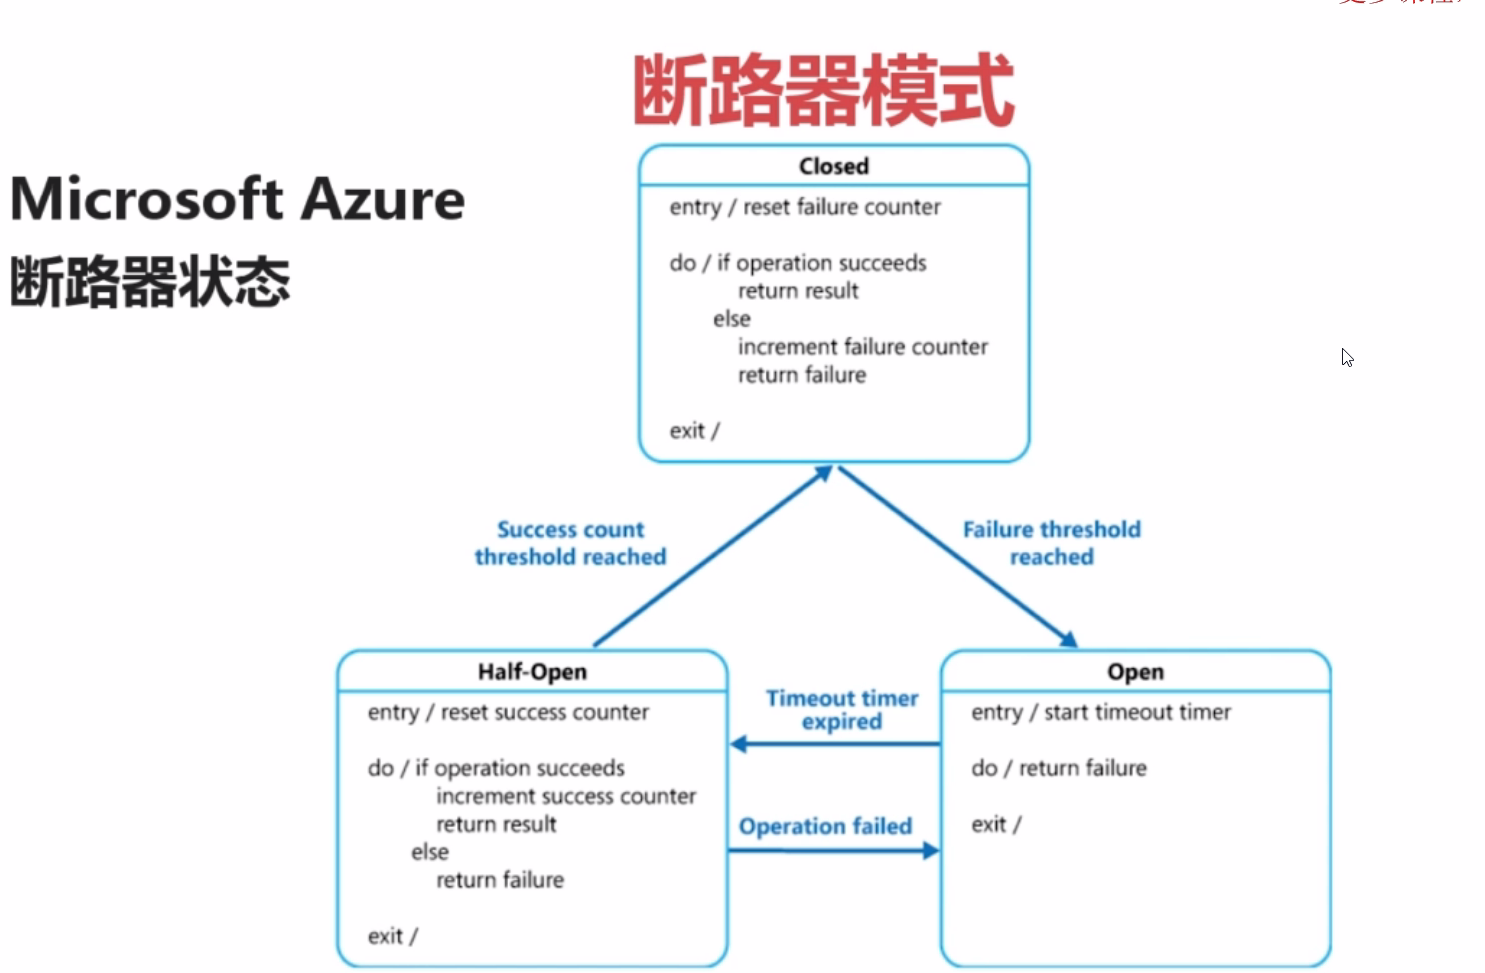 断路器模式
Microsoft Azure
断路器状态
Closed
entry / reset failure counter
do / if operation succeeds
return result
else
increment failure counter
return failure
exit /
Success count
threshold reached
Failure threshold
reached
Half-Open
entry / reset success counter
do / if operation succeeds
increment success counter
return result
else
return failure
exit /
Timeout timer
expired
Operation failed
Open
entry / start timeout timer
do / return failure
exit /